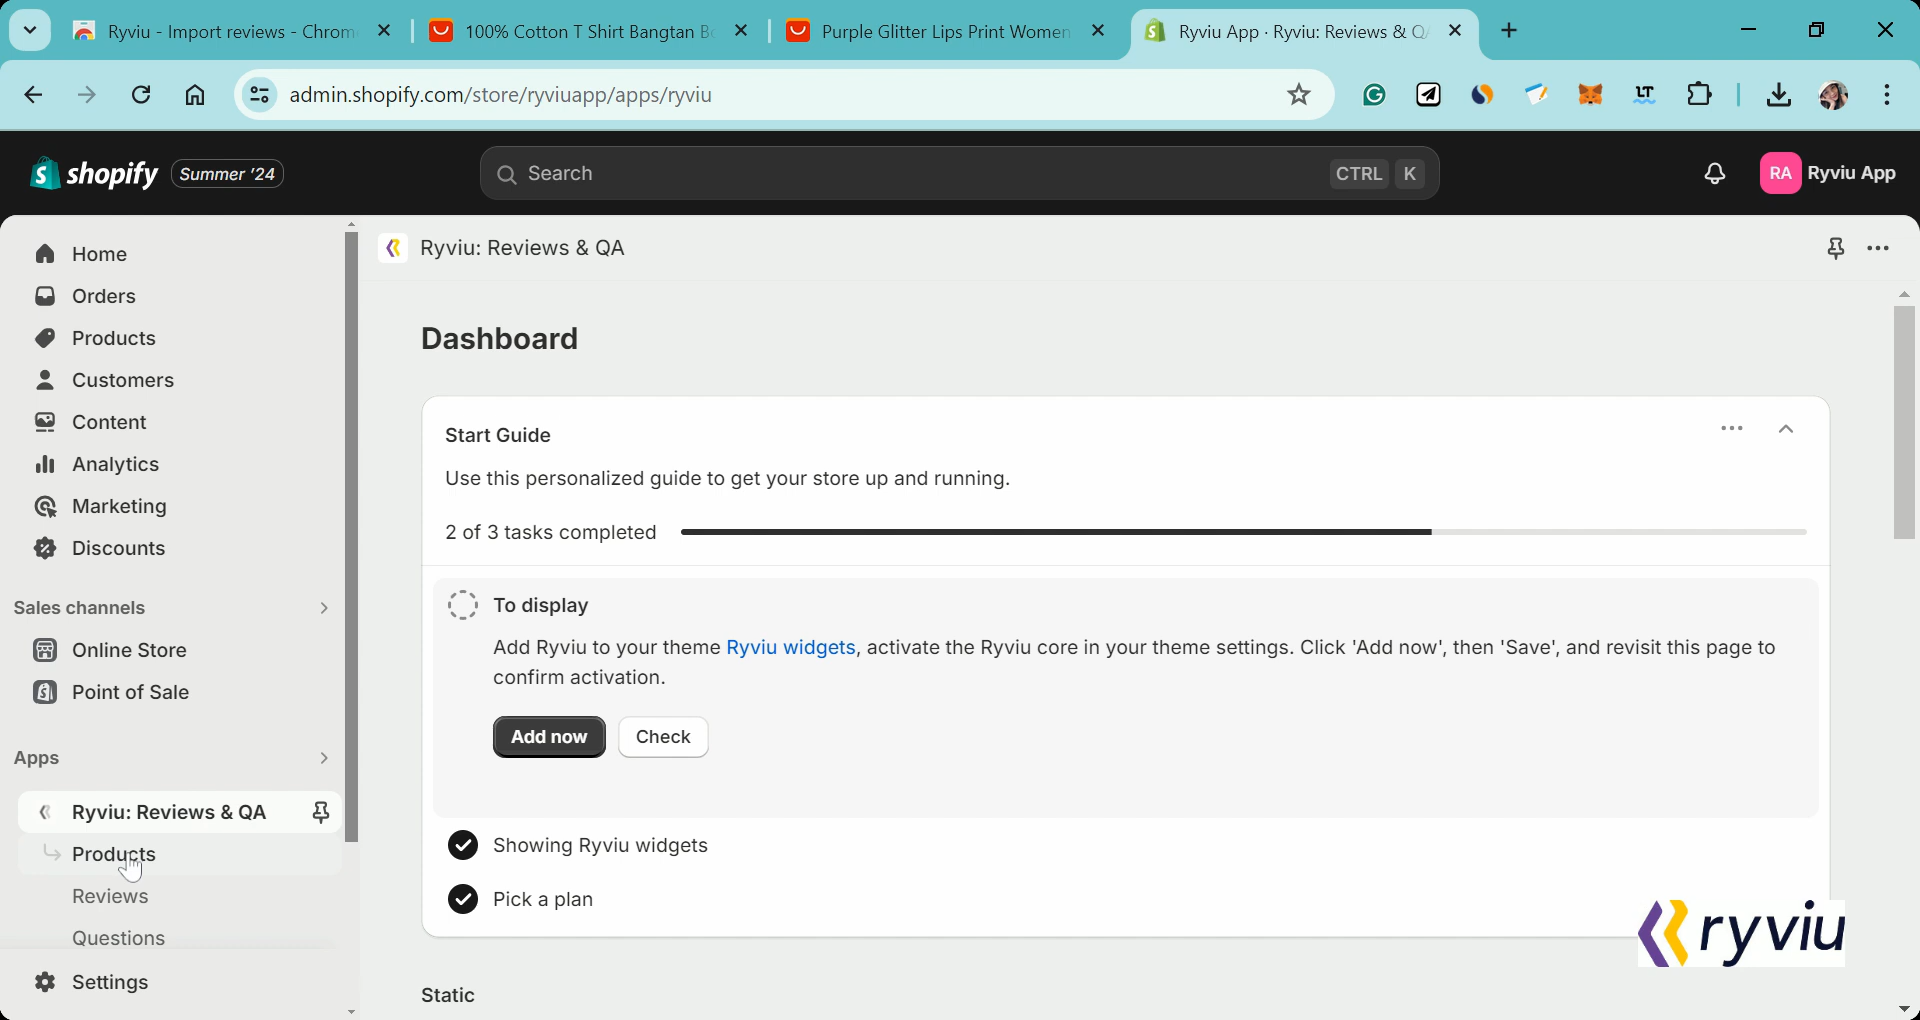 Ryviu - Import reviews - Chrom
100% Cotton T Shirt Bangtan B
Purple Glitter Lips Print Women
Ryviu App · Ryviu: Reviews & Q
admin.shopify.com/store/ryviuapp/apps/ryviu
LT
shopify
Summer '24
Search
CTRL K
RA
Ryviu App
Home
Orders
Products
Customers
Content
Analytics
Marketing
Discounts
Sales channels
Online Store
Point of Sale
Apps
Ryviu: Reviews & QA
Products
Reviews
Questions
Settings
Ryviu: Reviews & QA
Dashboard
Start Guide
Use this personalized guide to get your store up and running.
2 of 3 tasks completed
To display
Add Ryviu to your theme Ryviu widgets, activate the Ryviu core in your theme settings. Click 'Add now', then 'Save', and revisit this page to
confirm activation.
Add now
Check
Showing Ryviu widgets
Pick a plan
ryviu
Static